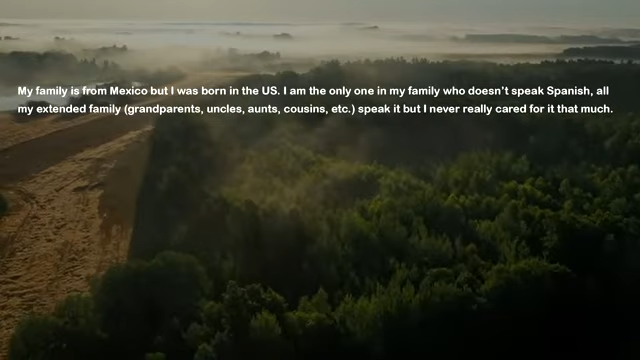 My family is from Mexico but I was born in the US. I am the only one in my family who doesn't speak Spanish, all
my extended family (grandparents, uncles, aunts, cousins, etc.) speak it but I never really cared for it that much.